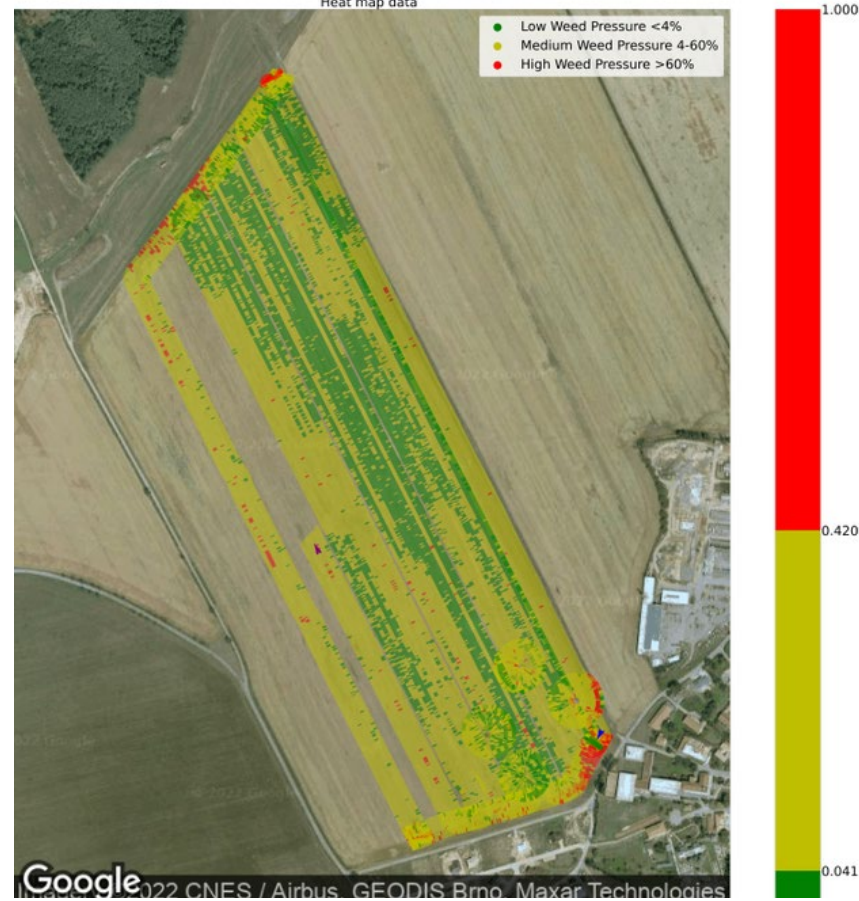 Heat map data
Low Weed Pressure <4%
Medium Weed Pressure 4-60%
High Weed Pressure >60%
1.000
0.420
0.041
Google
2022 CNES / Airbus, GEODIS Brno, Maxar Technologies